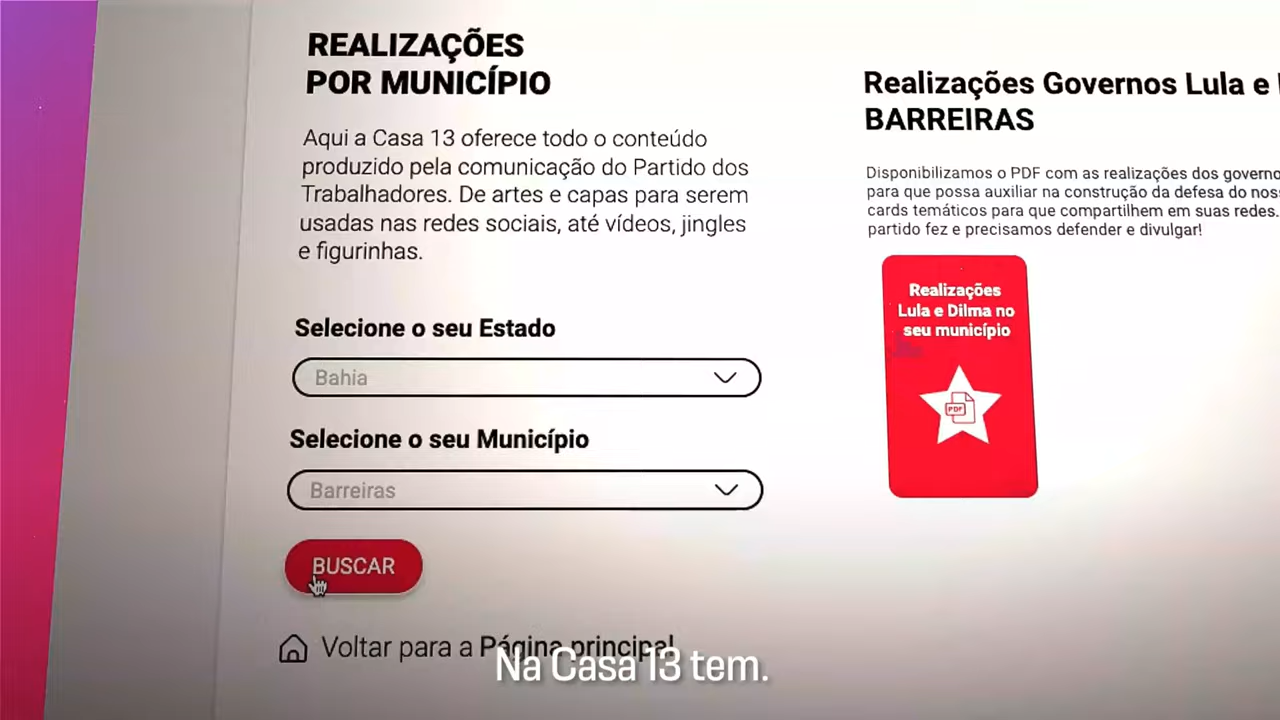 REALIZAÇÕES
POR MUNICÍPIO
Aqui a Casa 13 oferece todo o conteúdo
produzido pela comunicação do Partido dos
Trabalhadores. De artes e capas para serem
usadas nas redes sociais, até vídeos, jingles
e figurinhas.
Selecione o seu Estado
Bahia
Selecione o seu Município
Barreiras
BUSCAR
Voltar para a Página principal
Realizações Governos Lula e
BARREIRAS
Disponibilizamos o PDF com as realizações dos governo
para que possa auxiliar na construção da defesa do nos
cards temáticos para que compartilhem em suas redes.
partido fez e precisamos defender e divulgar!
Realizações
Lula e Dilma no
seu município
PDF
Na Casa 13 tem.